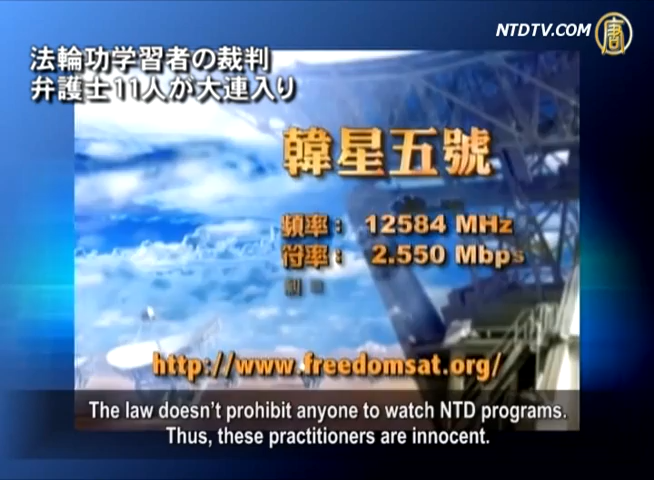 NTDTV.COM 唐
法輪功学習者の裁判
弁護士11人が大連入り
韓星五號
頻率： 12584 MHz
符率： 2.550 Mbps
http://www.freedomsat.org/
The law doesn't prohibit anyone to watch NTD programs.
Thus, these practitioners are innocent.